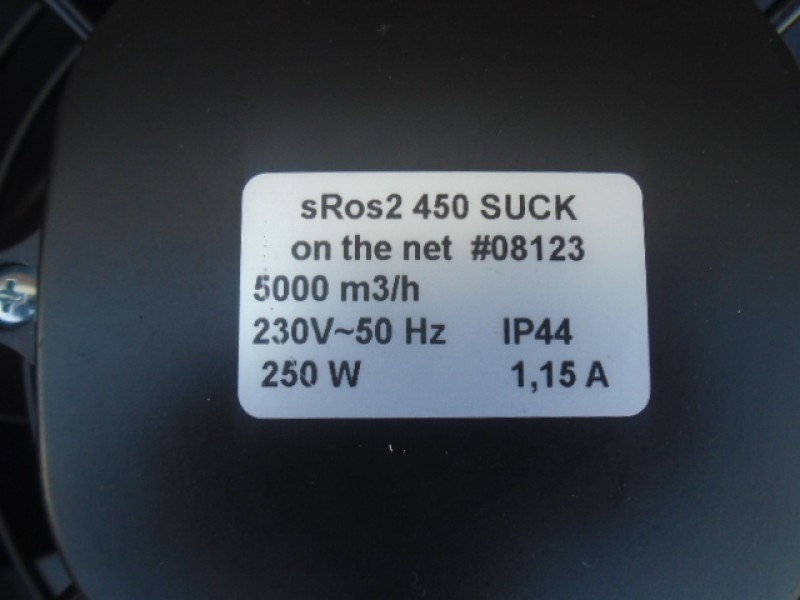 sRos2 450 SUCK
on the net #08123
5000 m3/h
230V~50 Hz IP44
250 W 1,15 A